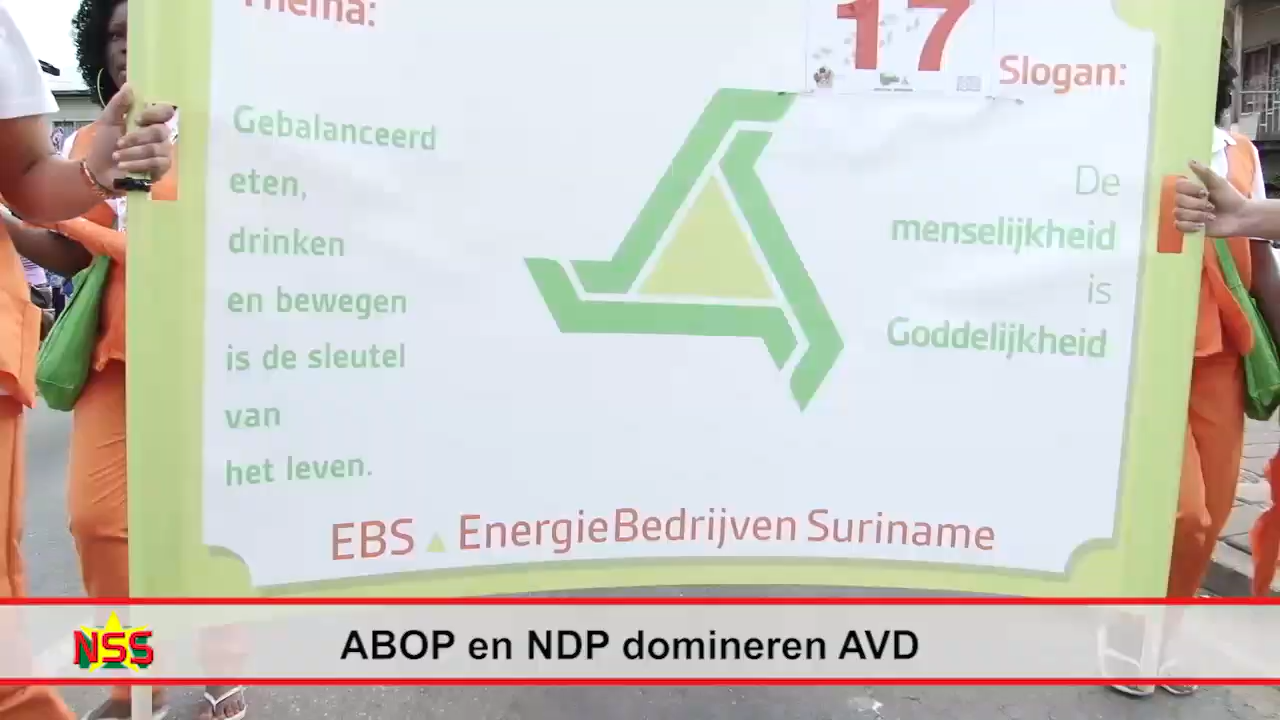 Thema:
17
Slogan:
Gebalanceerd
eten,
drinken
en bewegen
is de sleutel
van
het leven.
De
menselijkheid
is
Goddelijkheid
EBS EnergieBedrijven Suriname
NSS
ABOP en NDP domineren AVD